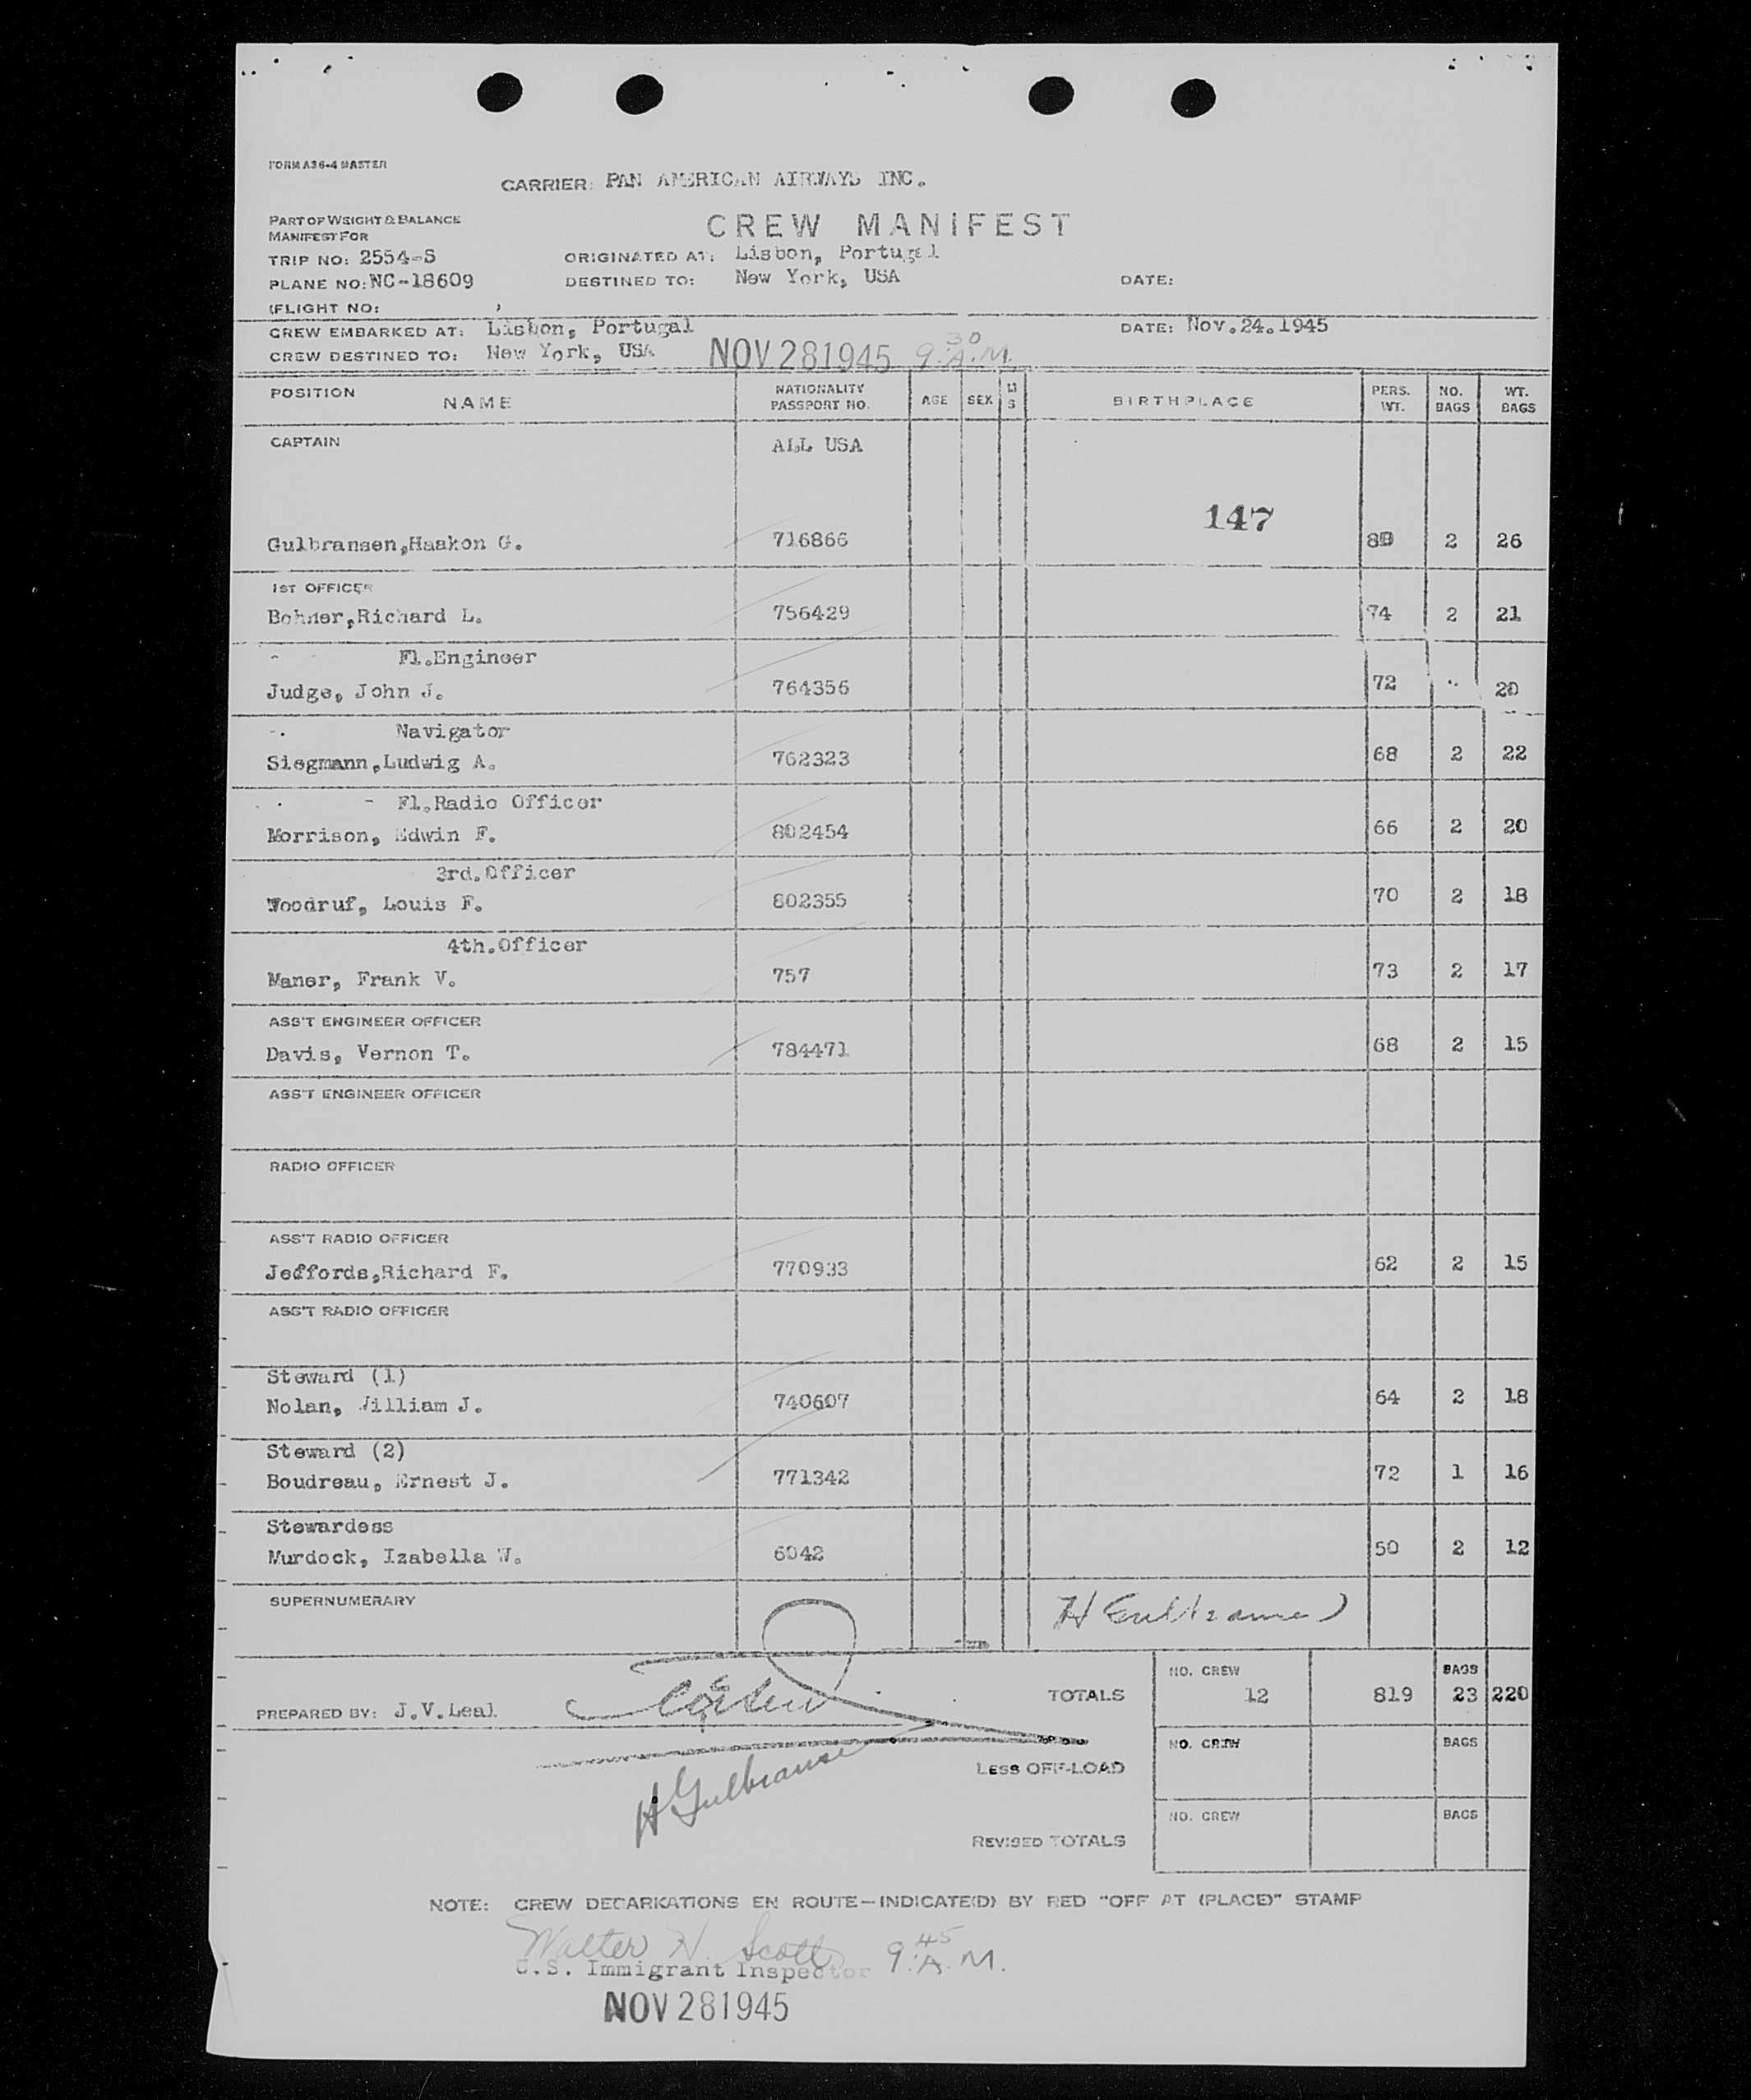 FORM A36-4 MASTER
CARRIER: PAN AMERICAN AIRWAYS INC.
PART OF WEIGHT & BALANCE
MANIFEST FOR
CREW MANIFEST
TRIP NO: 2554-S ORIGINATED AT: Lisbon, Portugal
PLANE NO: NC-18609 DESTINED TO: New York, USA DATE:
(FLIGHT NO: )
CREW EMBARKED AT: Lisbon, Portugal DATE: Nov.24.1945
CREW DESTINED TO: New York, USA NOV 28 1945 9:30 A.M.
POSITION NAME NATIONALITY PASSPORT NO. AGE SEX M S BIRTHPLACE PERS. WT. NO. BAGS WT. BAGS
CAPTAIN ALL USA
147
Gulbransen,Haakon G. 716866 80 2 26
1ST OFFICER
Bohner,Richard L. 756429 74 2 21
Fl.Engineer
Judge, John J. 764356 72 20
Navigator
Siegmann,Ludwig A. 762323 68 2 22
- Fl.Radio Officer
Morrison, Edwin F. 802454 66 2 20
3rd.Officer
Woodruf, Louis F. 802355 70 2 18
4th.Officer
Maner, Frank V. 757 73 2 17
ASS'T ENGINEER OFFICER
Davis, Vernon T. 784471 68 2 15
ASS'T ENGINEER OFFICER
RADIO OFFICER
ASS'T RADIO OFFICER
Jeffords,Richard F. 770933 62 2 15
ASS'T RADIO OFFICER
Steward (1)
Nolan, William J. 740607 64 2 18
Steward (2)
Boudreau, Ernest J. 771342 72 1 16
Stewardess
Murdock, Izabella W. 6042 50 2 12
SUPERNUMERARY H Gulbransen
NO. CREW BAGS
PREPARED BY: J.V.Leal TOTALS 12 819 23 220
NO. CREW BAGS
LESS OFF-LOAD
H Gulbransen
NO. CREW BAGS
REVISED TOTALS
NOTE: CREW DEBARKATIONS EN ROUTE—INDICATE(D) BY RED "OFF AT (PLACE)" STAMP
Walter H. Scott 9:45 A.M.
U.S. Immigrant Inspector
NOV 28 1945